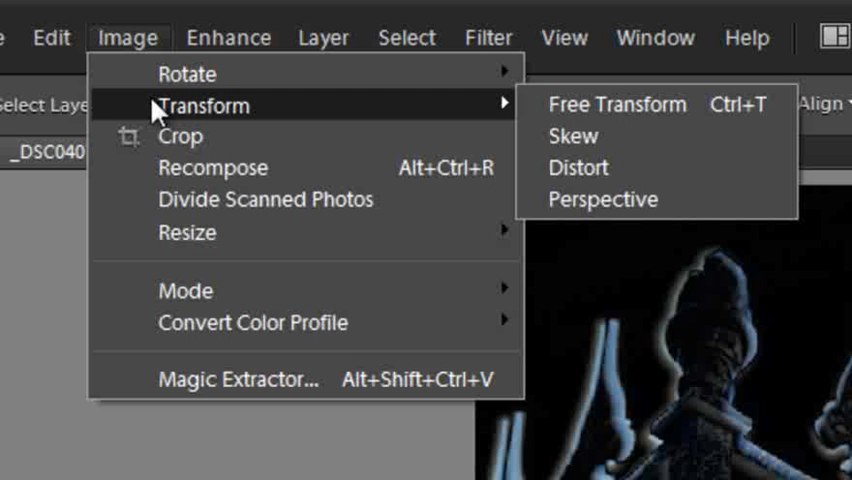 Edit Image Enhance Layer Select Filter View Window Help
Select Laye
Align
_DSC040
Rotate
Transform
Crop
Recompose Alt+Ctrl+R
Divide Scanned Photos
Resize
Mode
Convert Color Profile
Magic Extractor... Alt+Shift+Ctrl+V
Free Transform Ctrl+T
Skew
Distort
Perspective